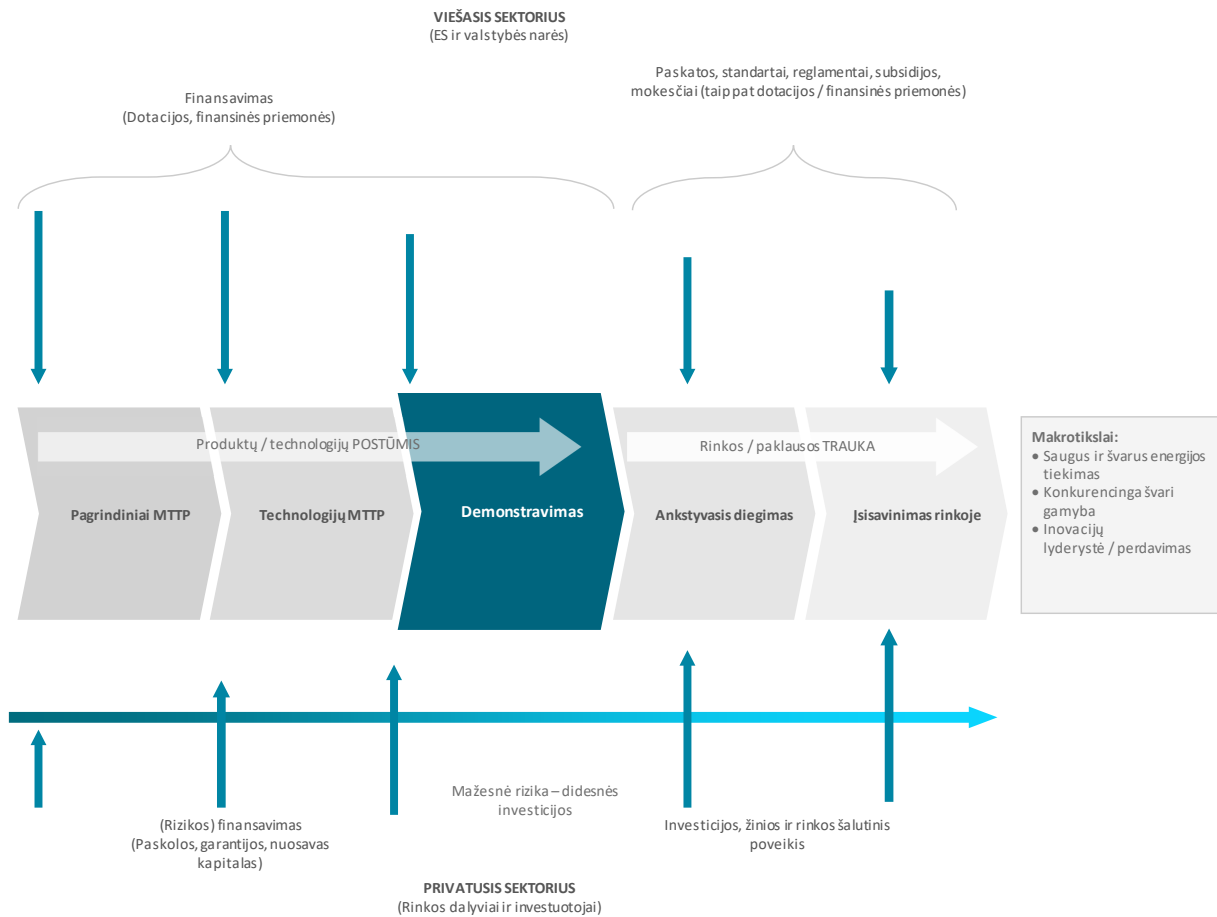 VIEŠASIS SEKTORIUS
(ES ir valstybės narės)
Finansavimas
(Dotacijos, finansinės priemonės)
Paskatos, standartai, reglamentai, subsidijos,
mokesčiai (taip pat dotacijos / finansinės priemonės)
Produktų / technologijų POSTŪMIS
Rinkos / paklausos TRAUKA
Pagrindiniai MTTP
Technologijų MTTP
Demonstravimas
Ankstyvasis diegimas
Įsisavinimas rinkoje
Makrotikslai:
• Saugus ir švarus energijos
tiekimas
• Konkurencinga švari
gamyba
• Inovacijų
lyderystė / perdavimas
Mažesnė rizika – didesnės
investicijos
(Rizikos) finansavimas
(Paskolos, garantijos, nuosavas
kapitalas)
Investicijos, žinios ir rinkos šalutinis
poveikis
PRIVATUSIS SEKTORIUS
(Rinkos dalyviai ir investuotojai)